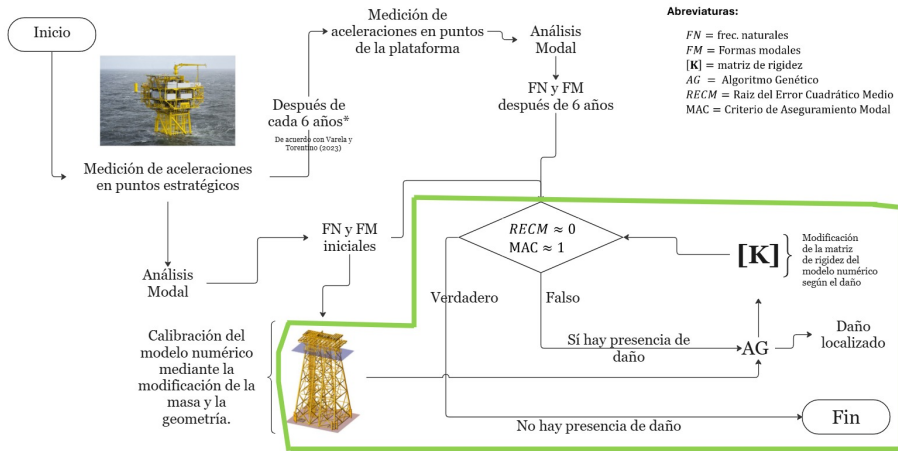 Inicio
Medición de
aceleraciones en puntos
de la plataforma
Análisis
Modal
FN y FM
después de 6 años
Abreviaturas:
FN = frec. naturales
FM = Formas modales
[K] = matriz de rigidez
AG = Algoritmo Genético
RECM = Raiz del Error Cuadrático Medio
MAC = Criterio de Aseguramiento Modal
Después de
cada 6 años*
De acuerdo con Varela y
Torentino (2023)
Medición de aceleraciones
en puntos estratégicos
Análisis
Modal
FN y FM
iniciales
RECM ≈ 0
MAC ≈ 1
[K]
Modificación
de la matriz
de rigidez del
modelo numérico
según el daño
Verdadero
Falso
Calibración del
modelo numérico
mediante la
modificación de la
masa y la
geometría.
Sí hay presencia de
daño
AG
Daño
localizado
No hay presencia de daño
Fin